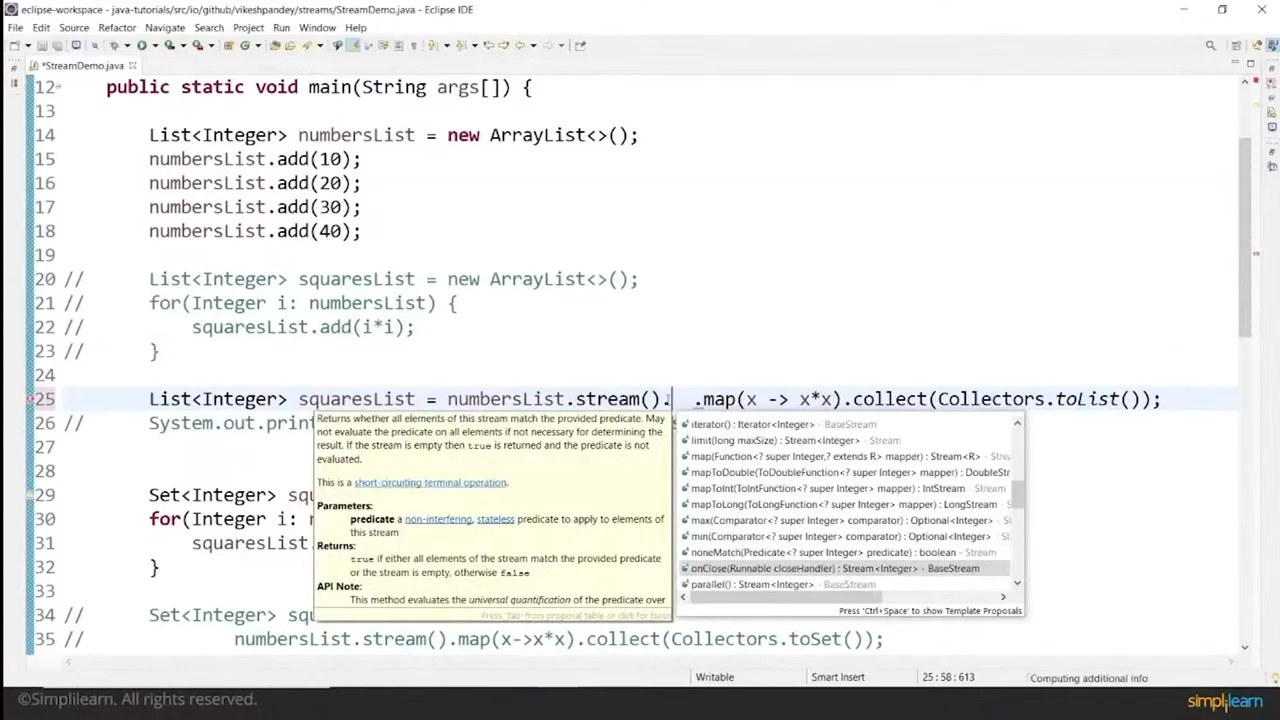 eclipse-workspace - java-tutorials/src/io/github/vikeshpandey/streams/StreamDemo.java - Eclipse IDE
File Edit Source Refactor Navigate Search Project Run Window Help
*StreamDemo.java
12 public static void main(String args[]) {
13
14 List<Integer> numbersList = new ArrayList<>();
15 numbersList.add(10);
16 numbersList.add(20);
17 numbersList.add(30);
18 numbersList.add(40);
19
20 // List<Integer> squaresList = new ArrayList<>();
21 // for(Integer i: numbersList) {
22 // squaresList.add(i*i);
23 // }
24
25 List<Integer> squaresList = numbersList.stream(). .map(x -> x*x).collect(Collectors.toList());
26 // System.out.print
Returns whether all elements of this stream match the provided predicate. May
not evaluate the predicate on all elements if not necessary for determining the
result. If the stream is empty then true is returned and the predicate is not
evaluated.
This is a short-circuiting terminal operation.
Parameters:
predicate a non-interfering, stateless predicate to apply to elements of
this stream
Returns:
true if either all elements of the stream match the provided predicate
or the stream is empty, otherwise false
API Note:
This method evaluates the universal quantification of the predicate over
Press 'Tab' from proposal table or click for focus
iterator() : Iterator<Integer> - BaseStream
limit(long maxSize) : Stream<Integer> - Stream
map(Function<? super Integer,? extends R> mapper) : Stream<R> - Stre
mapToDouble(ToDoubleFunction<? super Integer> mapper) : DoubleStr
mapToInt(ToIntFunction<? super Integer> mapper) : IntStream - Stream
mapToLong(ToLongFunction<? super Integer> mapper) : LongStream - S
max(Comparator<? super Integer> comparator) : Optional<Integer> -
min(Comparator<? super Integer> comparator) : Optional<Integer> -
noneMatch(Predicate<? super Integer> predicate) : boolean - Stream
onClose(Runnable closeHandler) : Stream<Integer> - BaseStream
parallel() : Stream<Integer> - BaseStream
Press 'Ctrl+Space' to show Template Proposals
28
29 Set<Integer> squ
30 for(Integer i: n
31 squaresList.
32 }
33
34 // Set<Integer> squ
35 // numbersList.stream().map(x->x*x).collect(Collectors.toSet());
Writable Smart Insert 25 : 58 : 613 Computing additional info
©Simplilearn. All rights reserved.
simplilearn